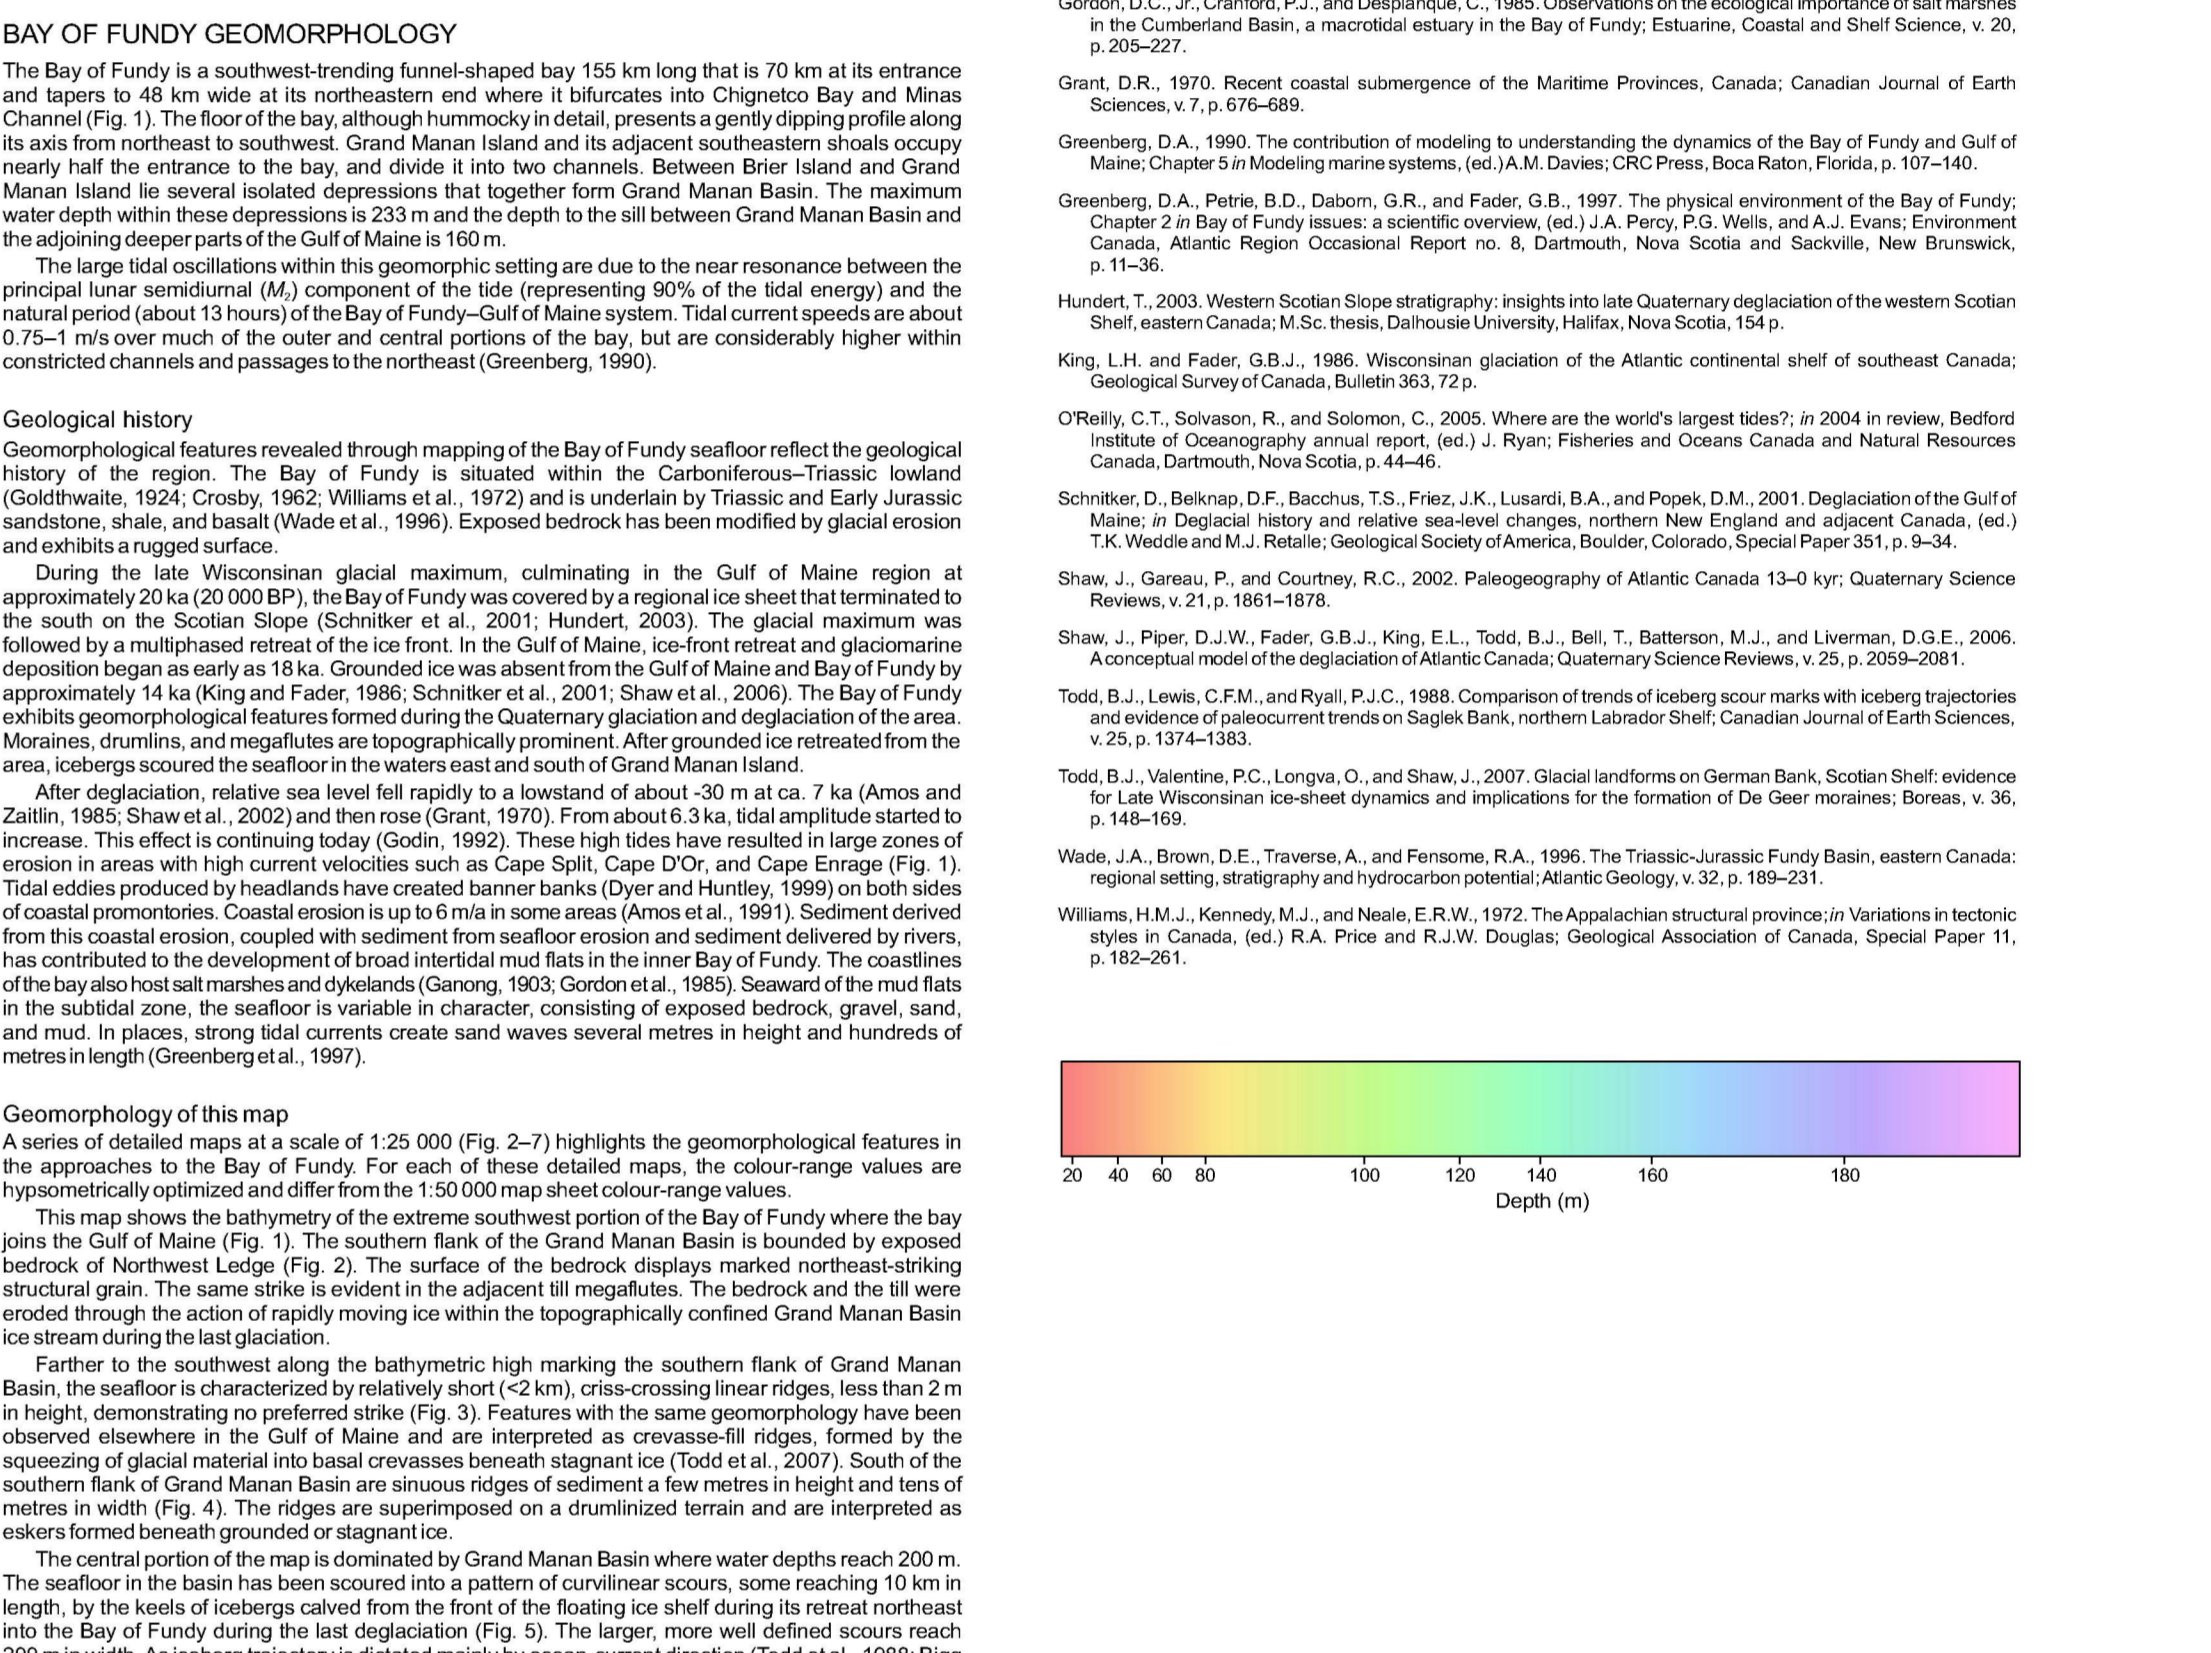 BAY OF FUNDY GEOMORPHOLOGY
The Bay of Fundy is a southwest-trending funnel-shaped bay 155 km long that is 70 km at its entrance
and tapers to 48 km wide at its northeastern end where it bifurcates into Chignetco Bay and Minas
Channel (Fig. 1). The floor of the bay, although hummocky in detail, presents a gently dipping profile along
its axis from northeast to southwest. Grand Manan Island and its adjacent southeastern shoals occupy
nearly half the entrance to the bay, and divide it into two channels. Between Brier Island and Grand
Manan Island lie several isolated depressions that together form Grand Manan Basin. The maximum
water depth within these depressions is 233 m and the depth to the sill between Grand Manan Basin and
the adjoining deeper parts of the Gulf of Maine is 160 m.
The large tidal oscillations within this geomorphic setting are due to the near resonance between the
principal lunar semidiurnal (M₂) component of the tide (representing 90% of the tidal energy) and the
natural period (about 13 hours) of the Bay of Fundy–Gulf of Maine system. Tidal current speeds are about
0.75–1 m/s over much of the outer and central portions of the bay, but are considerably higher within
constricted channels and passages to the northeast (Greenberg, 1990).
Geological history
Geomorphological features revealed through mapping of the Bay of Fundy seafloor reflect the geological
history of the region. The Bay of Fundy is situated within the Carboniferous–Triassic lowland
(Goldthwaite, 1924; Crosby, 1962; Williams et al., 1972) and is underlain by Triassic and Early Jurassic
sandstone, shale, and basalt (Wade et al., 1996). Exposed bedrock has been modified by glacial erosion
and exhibits a rugged surface.
During the late Wisconsinan glacial maximum, culminating in the Gulf of Maine region at
approximately 20 ka (20 000 BP), the Bay of Fundy was covered by a regional ice sheet that terminated to
the south on the Scotian Slope (Schnitker et al., 2001; Hundert, 2003). The glacial maximum was
followed by a multiphased retreat of the ice front. In the Gulf of Maine, ice-front retreat and glaciomarine
deposition began as early as 18 ka. Grounded ice was absent from the Gulf of Maine and Bay of Fundy by
approximately 14 ka (King and Fader, 1986; Schnitker et al., 2001; Shaw et al., 2006). The Bay of Fundy
exhibits geomorphological features formed during the Quaternary glaciation and deglaciation of the area.
Moraines, drumlins, and megaflutes are topographically prominent. After grounded ice retreated from the
area, icebergs scoured the seafloor in the waters east and south of Grand Manan Island.
After deglaciation, relative sea level fell rapidly to a lowstand of about -30 m at ca. 7 ka (Amos and
Zaitlin, 1985; Shaw et al., 2002) and then rose (Grant, 1970). From about 6.3 ka, tidal amplitude started to
increase. This effect is continuing today (Godin, 1992). These high tides have resulted in large zones of
erosion in areas with high current velocities such as Cape Split, Cape D'Or, and Cape Enrage (Fig. 1).
Tidal eddies produced by headlands have created banner banks (Dyer and Huntley, 1999) on both sides
of coastal promontories. Coastal erosion is up to 6 m/a in some areas (Amos et al., 1991). Sediment derived
from this coastal erosion, coupled with sediment from seafloor erosion and sediment delivered by rivers,
has contributed to the development of broad intertidal mud flats in the inner Bay of Fundy. The coastlines
of the bay also host salt marshes and dykelands (Ganong, 1903; Gordon et al., 1985). Seaward of the mud flats
in the subtidal zone, the seafloor is variable in character, consisting of exposed bedrock, gravel, sand,
and mud. In places, strong tidal currents create sand waves several metres in height and hundreds of
metres in length (Greenberg et al., 1997).
Geomorphology of this map
A series of detailed maps at a scale of 1:25 000 (Fig. 2–7) highlights the geomorphological features in
the approaches to the Bay of Fundy. For each of these detailed maps, the colour-range values are
hypsometrically optimized and differ from the 1:50 000 map sheet colour-range values.
This map shows the bathymetry of the extreme southwest portion of the Bay of Fundy where the bay
joins the Gulf of Maine (Fig. 1). The southern flank of the Grand Manan Basin is bounded by exposed
bedrock of Northwest Ledge (Fig. 2). The surface of the bedrock displays marked northeast-striking
structural grain. The same strike is evident in the adjacent till megaflutes. The bedrock and the till were
eroded through the action of rapidly moving ice within the topographically confined Grand Manan Basin
ice stream during the last glaciation.
Farther to the southwest along the bathymetric high marking the southern flank of Grand Manan
Basin, the seafloor is characterized by relatively short (<2 km), criss-crossing linear ridges, less than 2 m
in height, demonstrating no preferred strike (Fig. 3). Features with the same geomorphology have been
observed elsewhere in the Gulf of Maine and are interpreted as crevasse-fill ridges, formed by the
squeezing of glacial material into basal crevasses beneath stagnant ice (Todd et al., 2007). South of the
southern flank of Grand Manan Basin are sinuous ridges of sediment a few metres in height and tens of
metres in width (Fig. 4). The ridges are superimposed on a drumlinized terrain and are interpreted as
eskers formed beneath grounded or stagnant ice.
The central portion of the map is dominated by Grand Manan Basin where water depths reach 200 m.
The seafloor in the basin has been scoured into a pattern of curvilinear scours, some reaching 10 km in
length, by the keels of icebergs calved from the front of the floating ice shelf during its retreat northeast
into the Bay of Fundy during the last deglaciation (Fig. 5). The larger, more well defined scours reach
Gordon, D.C., Jr., Cranford, P.J., and Desplanque, C., 1985. Observations on the ecological importance of salt marshes
in the Cumberland Basin, a macrotidal estuary in the Bay of Fundy; Estuarine, Coastal and Shelf Science, v. 20,
p. 205–227.
Grant, D.R., 1970. Recent coastal submergence of the Maritime Provinces, Canada; Canadian Journal of Earth
Sciences, v. 7, p. 676–689.
Greenberg, D.A., 1990. The contribution of modeling to understanding the dynamics of the Bay of Fundy and Gulf of
Maine; Chapter 5 in Modeling marine systems, (ed.) A.M. Davies; CRC Press, Boca Raton, Florida, p. 107–140.
Greenberg, D.A., Petrie, B.D., Daborn, G.R., and Fader, G.B., 1997. The physical environment of the Bay of Fundy;
Chapter 2 in Bay of Fundy issues: a scientific overview, (ed.) J.A. Percy, P.G. Wells, and A.J. Evans; Environment
Canada, Atlantic Region Occasional Report no. 8, Dartmouth, Nova Scotia and Sackville, New Brunswick,
p. 11–36.
Hundert, T., 2003. Western Scotian Slope stratigraphy: insights into late Quaternary deglaciation of the western Scotian
Shelf, eastern Canada; M.Sc. thesis, Dalhousie University, Halifax, Nova Scotia, 154 p.
King, L.H. and Fader, G.B.J., 1986. Wisconsinan glaciation of the Atlantic continental shelf of southeast Canada;
Geological Survey of Canada, Bulletin 363, 72 p.
O'Reilly, C.T., Solvason, R., and Solomon, C., 2005. Where are the world's largest tides?; in 2004 in review, Bedford
Institute of Oceanography annual report, (ed.) J. Ryan; Fisheries and Oceans Canada and Natural Resources
Canada, Dartmouth, Nova Scotia, p. 44–46.
Schnitker, D., Belknap, D.F., Bacchus, T.S., Friez, J.K., Lusardi, B.A., and Popek, D.M., 2001. Deglaciation of the Gulf of
Maine; in Deglacial history and relative sea-level changes, northern New England and adjacent Canada, (ed.)
T.K. Weddle and M.J. Retalle; Geological Society of America, Boulder, Colorado, Special Paper 351, p. 9–34.
Shaw, J., Gareau, P., and Courtney, R.C., 2002. Paleogeography of Atlantic Canada 13–0 kyr; Quaternary Science
Reviews, v. 21, p. 1861–1878.
Shaw, J., Piper, D.J.W., Fader, G.B.J., King, E.L., Todd, B.J., Bell, T., Batterson, M.J., and Liverman, D.G.E., 2006.
A conceptual model of the deglaciation of Atlantic Canada; Quaternary Science Reviews, v. 25, p. 2059–2081.
Todd, B.J., Lewis, C.F.M., and Ryall, P.J.C., 1988. Comparison of trends of iceberg scour marks with iceberg trajectories
and evidence of paleocurrent trends on Saglek Bank, northern Labrador Shelf; Canadian Journal of Earth Sciences,
v. 25, p. 1374–1383.
Todd, B.J., Valentine, P.C., Longva, O., and Shaw, J., 2007. Glacial landforms on German Bank, Scotian Shelf: evidence
for Late Wisconsinan ice-sheet dynamics and implications for the formation of De Geer moraines; Boreas, v. 36,
p. 148–169.
Wade, J.A., Brown, D.E., Traverse, A., and Fensome, R.A., 1996. The Triassic-Jurassic Fundy Basin, eastern Canada:
regional setting, stratigraphy and hydrocarbon potential; Atlantic Geology, v. 32, p. 189–231.
Williams, H.M.J., Kennedy, M.J., and Neale, E.R.W., 1972. The Appalachian structural province; in Variations in tectonic
styles in Canada, (ed.) R.A. Price and R.J.W. Douglas; Geological Association of Canada, Special Paper 11,
p. 182–261.
20 40 60 80 100 120 140 160 180
Depth (m)